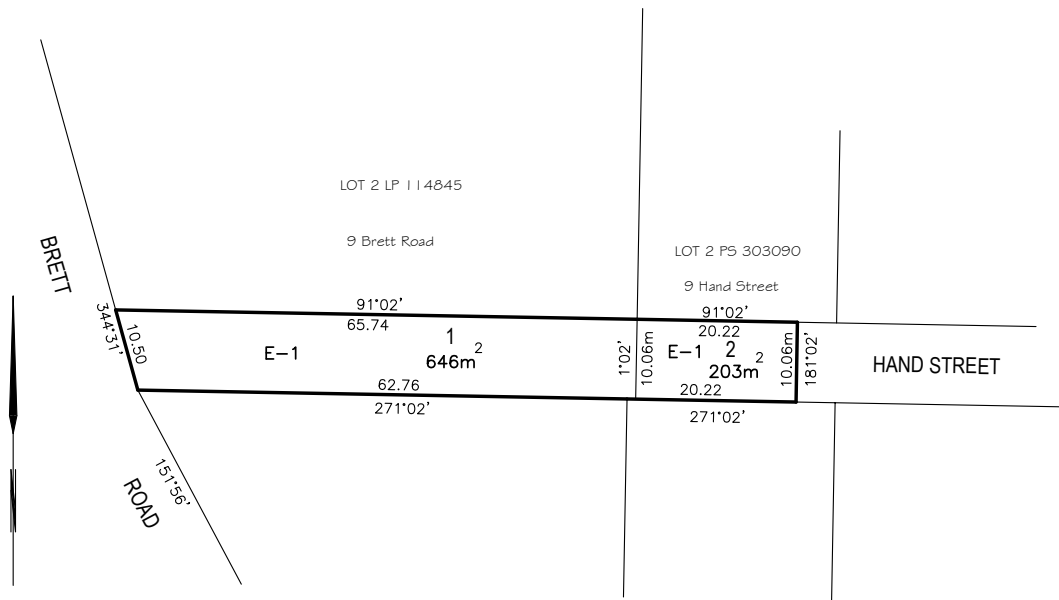 LOT 2 LP 114845
9 Brett Road
LOT 2 PS 303090
9 Hand Street
BRETT
ROAD
344°31'
10.50
151°56'
91°02'
65.74
1
646m²
E-1
62.76
271°02'
1°02'
10.06m
91°02'
20.22
E-1
2
203m²
20.22
271°02'
10.06m
181°02'
HAND STREET